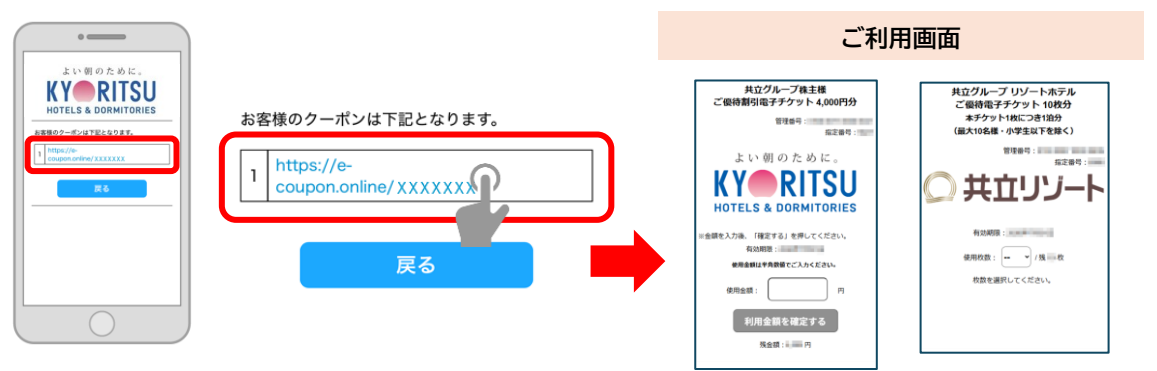 よい朝のために。
KYORITSU
HOTELS & DORMITORIES
お客様のクーポンは下記となります。
1
https://e-
coupon.online/XXXXXXX
戻る
お客様のクーポンは下記となります。
1
https://e-
coupon.online/XXXXXXX
戻る
ご利用画面
共立グループ株主様
ご優待割引電子チケット 4,000円分
管理番号：
指定番号：
よい朝のために。
KYORITSU
HOTELS & DORMITORIES
※金額を入力後、「確定する」を押してください。
有効期限：
使用金額は半角数値でご入力ください。
使用金額： 円
利用金額を確定する
残金額： 円
共立グループ リゾートホテル
ご優待電子チケット 10枚分
本チケット1枚につき1泊分
（最大10名様・小学生以下を除く）
管理番号：
指定番号：
共立リゾート
有効期限：
使用枚数： -- / 残 枚
枚数を選択してください。